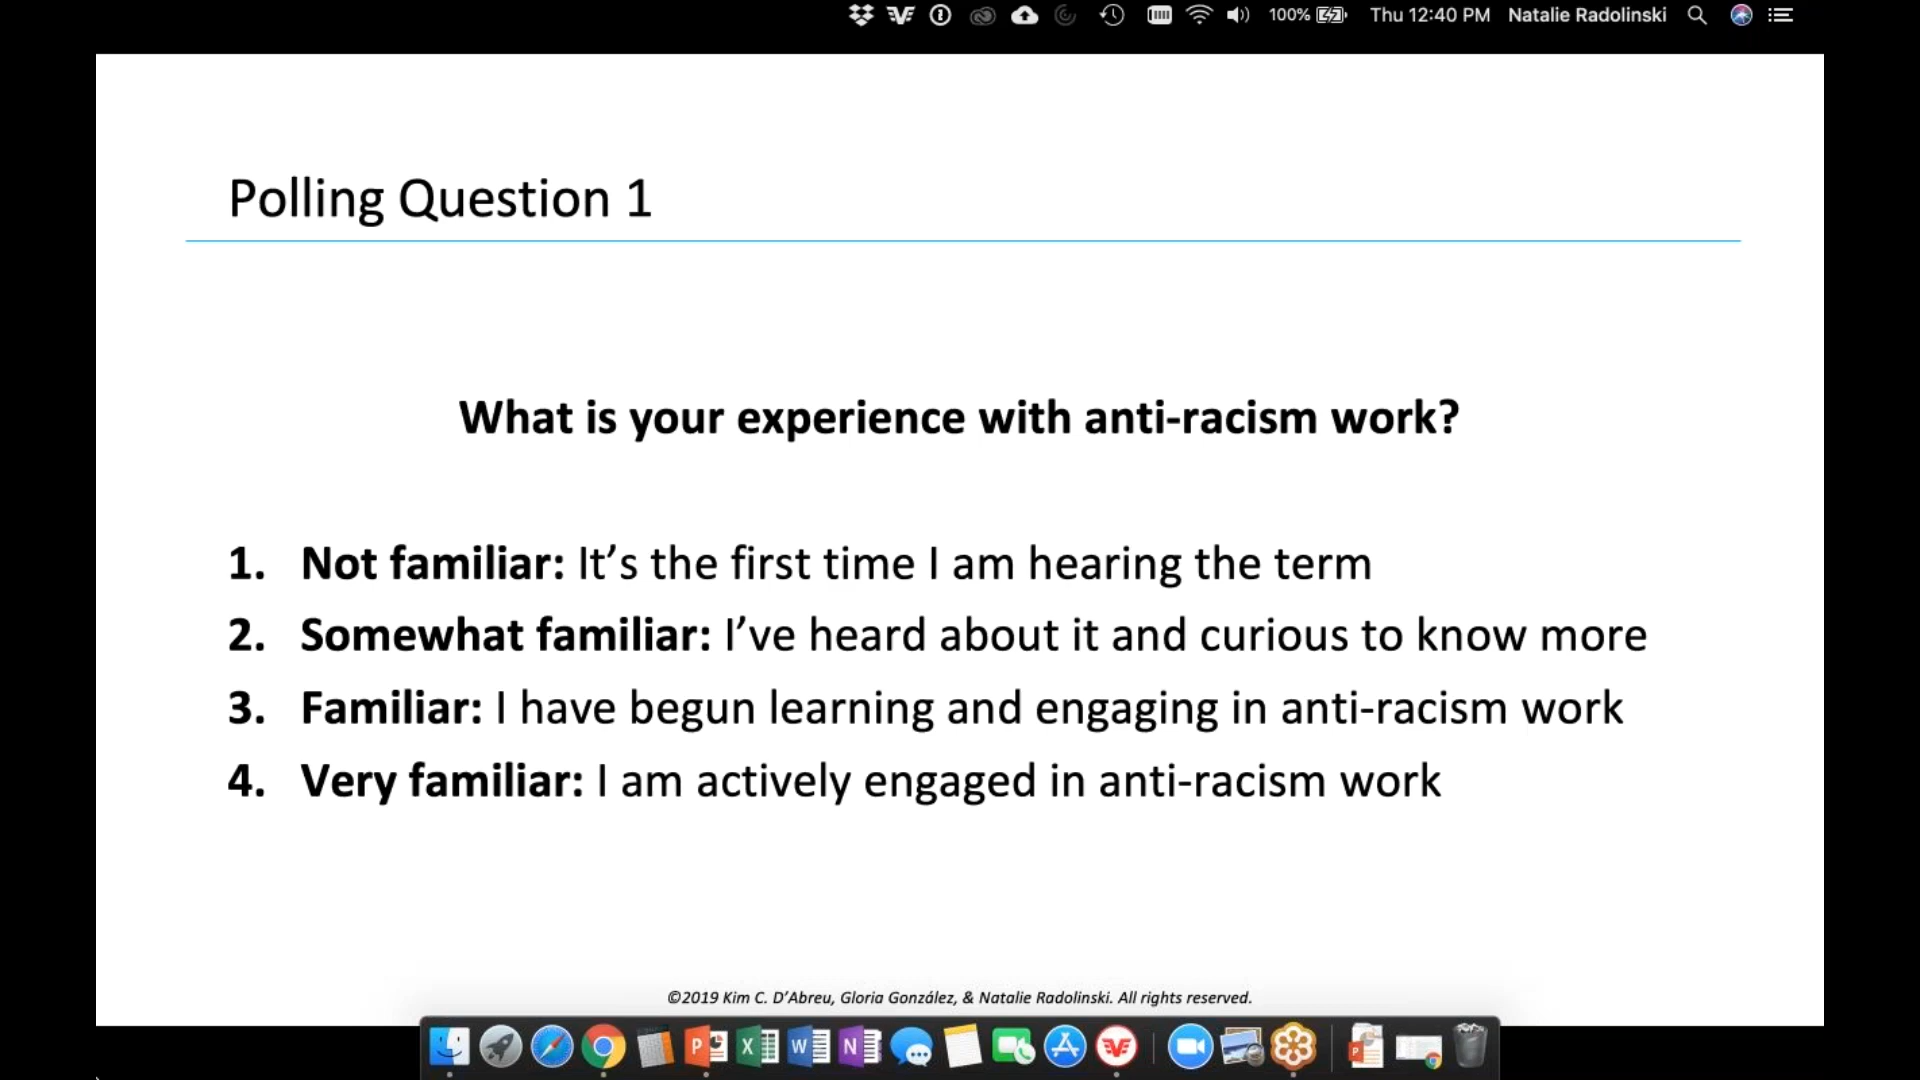 100% Thu 12:40 PM Natalie Radolinski
Polling Question 1
What is your experience with anti-racism work?
1. Not familiar: It’s the first time I am hearing the term
2. Somewhat familiar: I’ve heard about it and curious to know more
3. Familiar: I have begun learning and engaging in anti-racism work
4. Very familiar: I am actively engaged in anti-racism work
©2019 Kim C. D’Abreu, Gloria González, & Natalie Radolinski. All rights reserved.
P X W N P